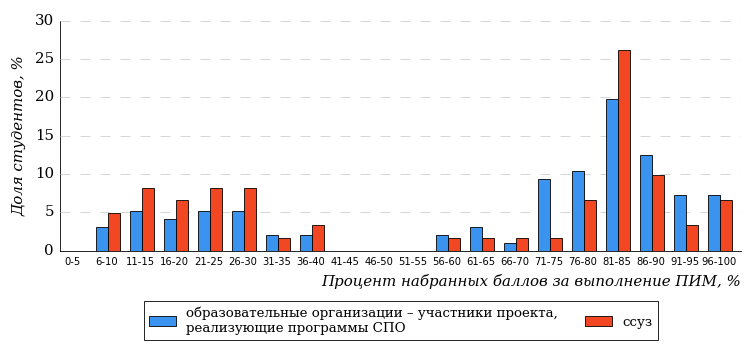 30
25
20
15
10
5
0
Доля студентов, %
0-5 6-10 11-15 16-20 21-25 26-30 31-35 36-40 41-45 46-50 51-55 56-60 61-65 66-70 71-75 76-80 81-85 86-90 91-95 96-100
Процент набранных баллов за выполнение ПИМ, %
образовательные организации – участники проекта,
реализующие программы СПО
ссуз